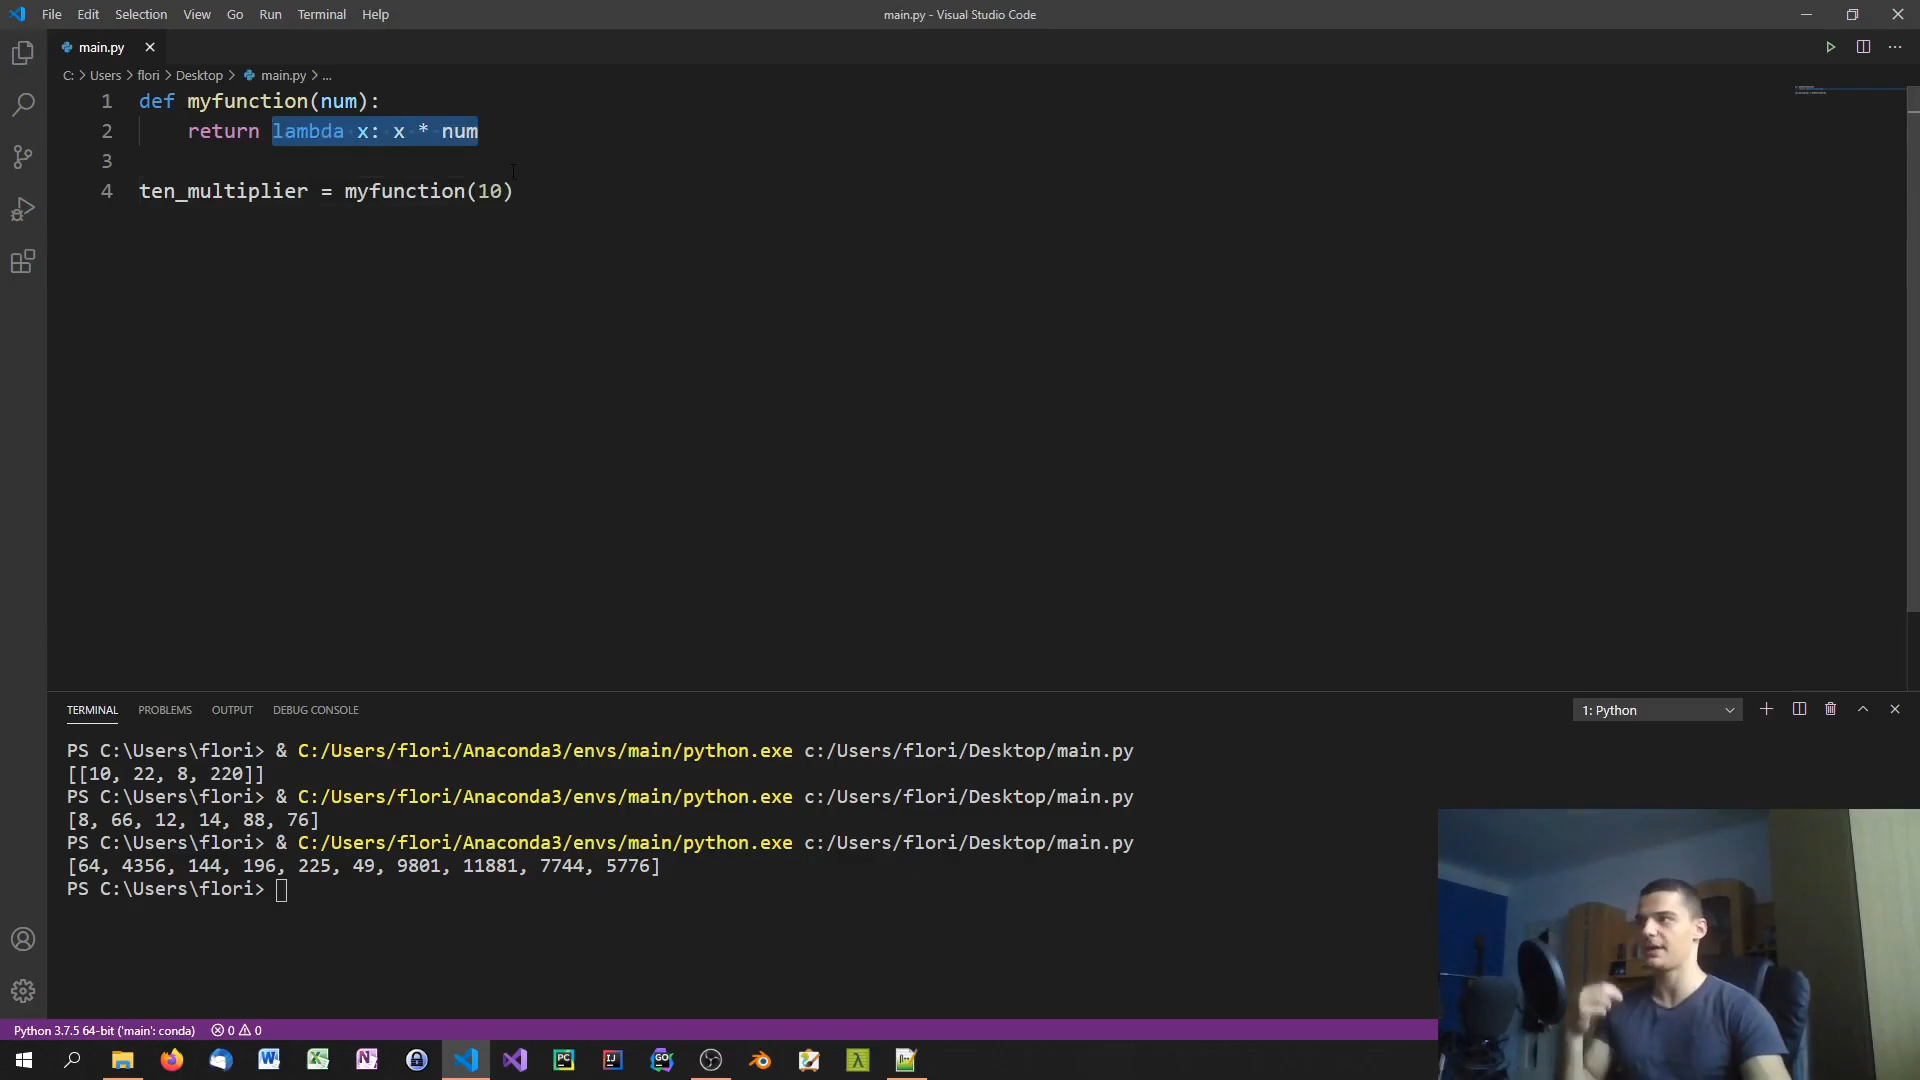 File Edit Selection View Go Run Terminal Help
main.py - Visual Studio Code
main.py
C: > Users > flori > Desktop > main.py > ...
1 def myfunction(num):
2 return lambda x: x * num
3
4 ten_multiplier = myfunction(10)
TERMINAL PROBLEMS OUTPUT DEBUG CONSOLE
1: Python
PS C:\Users\flori> & C:/Users/flori/Anaconda3/envs/main/python.exe c:/Users/flori/Desktop/main.py
[[10, 22, 8, 220]]
PS C:\Users\flori> & C:/Users/flori/Anaconda3/envs/main/python.exe c:/Users/flori/Desktop/main.py
[8, 66, 12, 14, 88, 76]
PS C:\Users\flori> & C:/Users/flori/Anaconda3/envs/main/python.exe c:/Users/flori/Desktop/main.py
[64, 4356, 144, 196, 225, 49, 9801, 11881, 7744, 5776]
PS C:\Users\flori>
Python 3.7.5 64-bit ('main': conda) 0 0